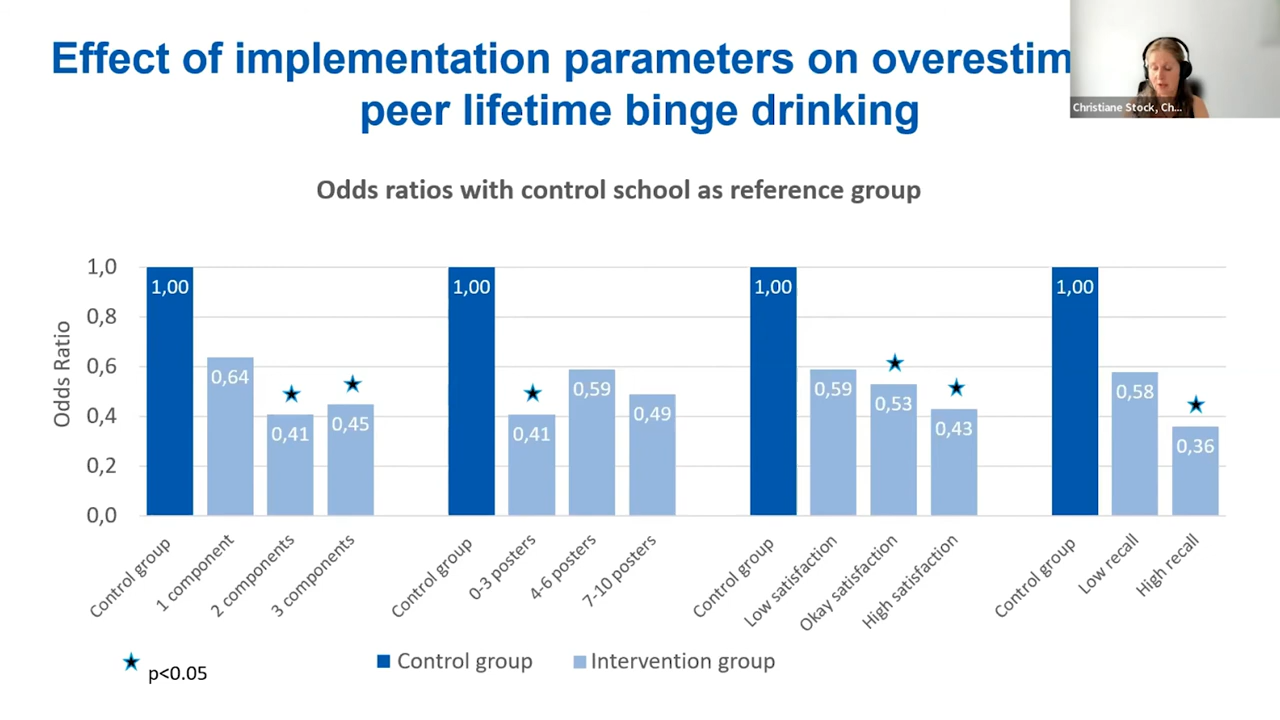 Effect of implementation parameters on overestim
peer lifetime binge drinking
Christiane Stock, Ch...
Odds ratios with control school as reference group
Odds Ratio
1,0
0,8
0,6
0,4
0,2
0,0
1,00
0,64
0,41
0,45
1,00
0,41
0,59
0,49
1,00
0,59
0,53
0,43
1,00
0,58
0,36
Control group
1 component
2 components
3 components
Control group
0-3 posters
4-6 posters
7-10 posters
Control group
Low satisfaction
Okay satisfaction
High satisfaction
Control group
Low recall
High recall
p<0.05
Control group
Intervention group